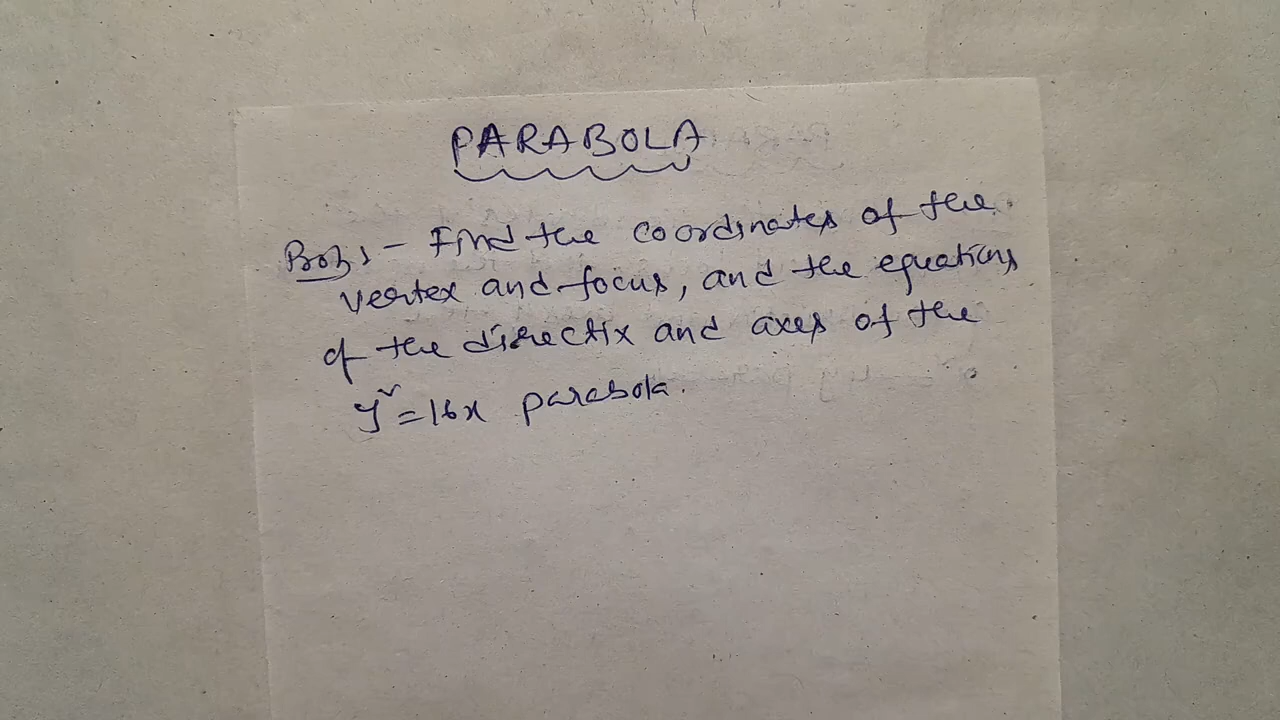 PARABOLA
Prob:- Find the coordinates of the
vertex and focus, and the equations
of the directix and axes of the
y² = 16x parabola.